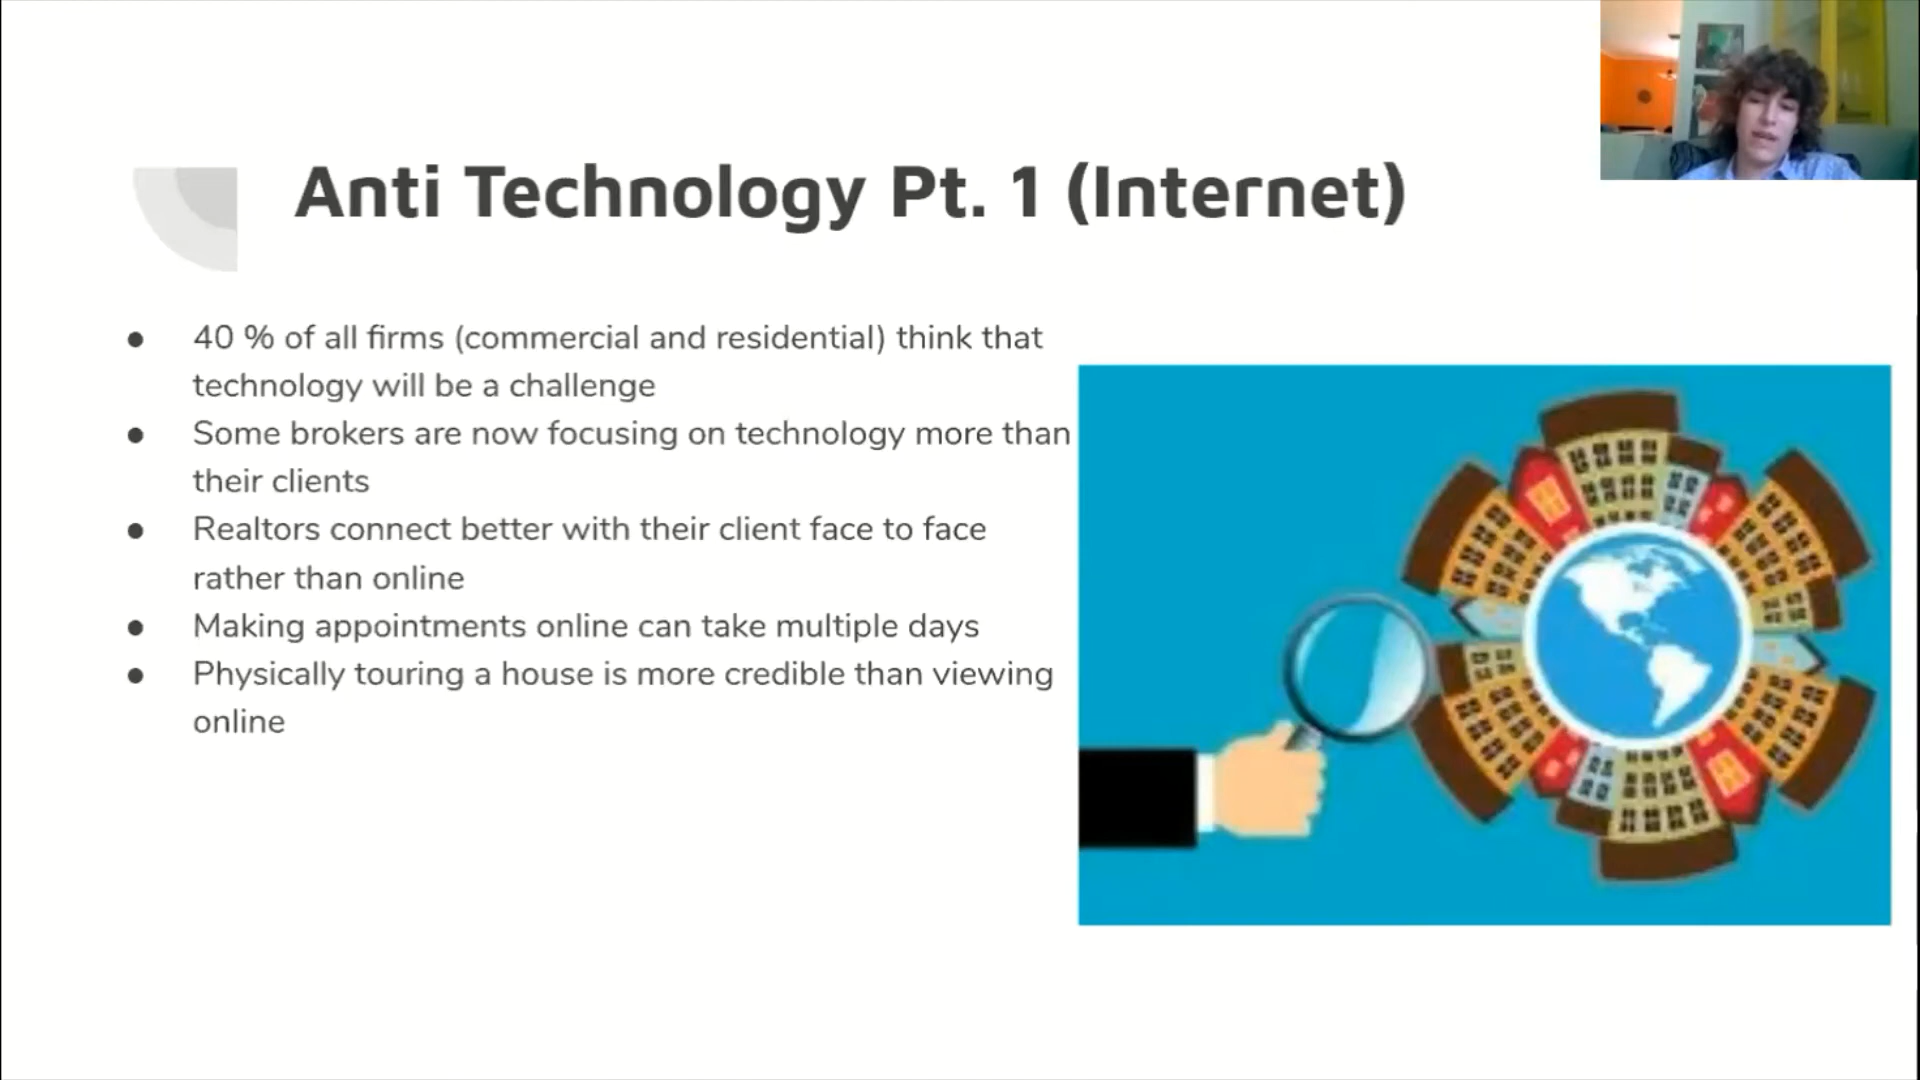 Anti Technology Pt. 1 (Internet)
● 40 % of all firms (commercial and residential) think that
technology will be a challenge
● Some brokers are now focusing on technology more than
their clients
● Realtors connect better with their client face to face
rather than online
● Making appointments online can take multiple days
● Physically touring a house is more credible than viewing
online